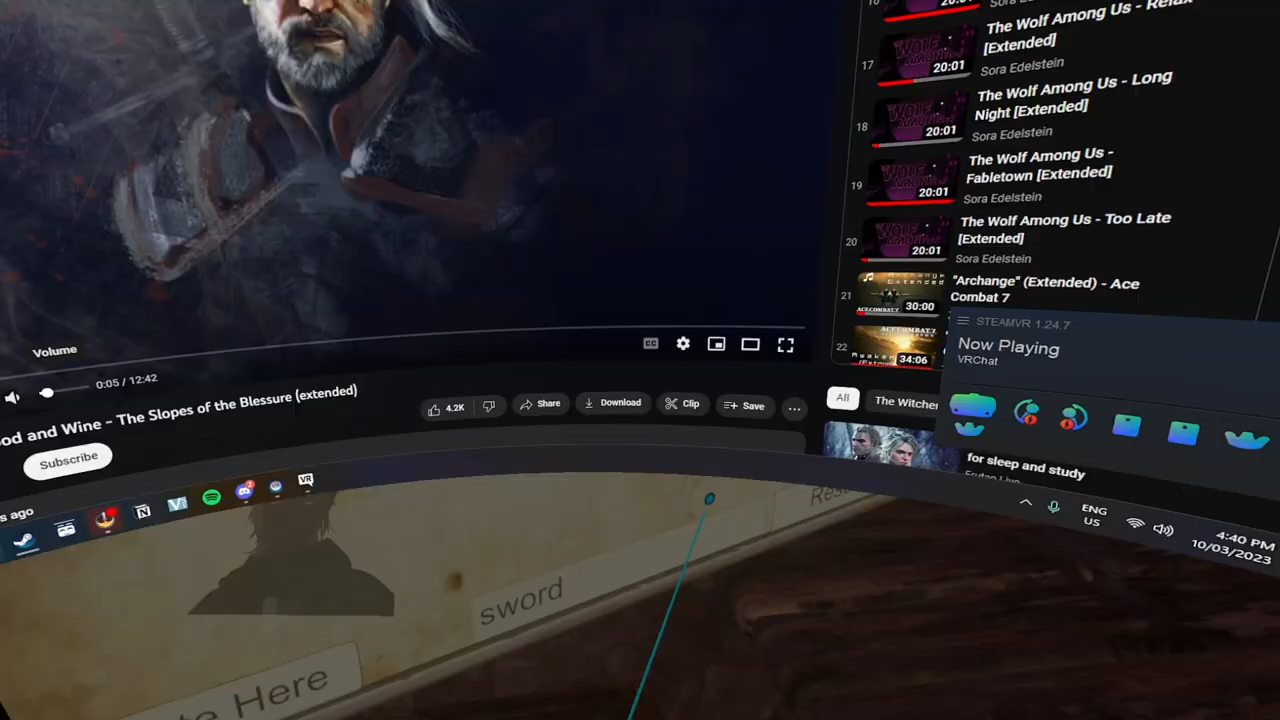 Volume
0:05 / 12:42
ood and Wine - The Slopes of the Blessure (extended)
Subscribe
4.2K
Share
Download
Clip
Save
s ago
Sora Edelstein
The Wolf Among Us - Relax
[Extended]
Sora Edelstein
17
20:01
The Wolf Among Us - Long
Night [Extended]
Sora Edelstein
18
20:01
The Wolf Among Us -
Fabletown [Extended]
Sora Edelstein
19
20:01
The Wolf Among Us - Too Late
[Extended]
Sora Edelstein
20
20:01
"Archange" (Extended) - Ace
Combat 7
21
30:00
22
34:06
All
The Witcher
for sleep and study
STEAMVR 1.24.7
Now Playing
VRChat
VR
ENG
US
4:40 PM
10/03/2023
sword
Here